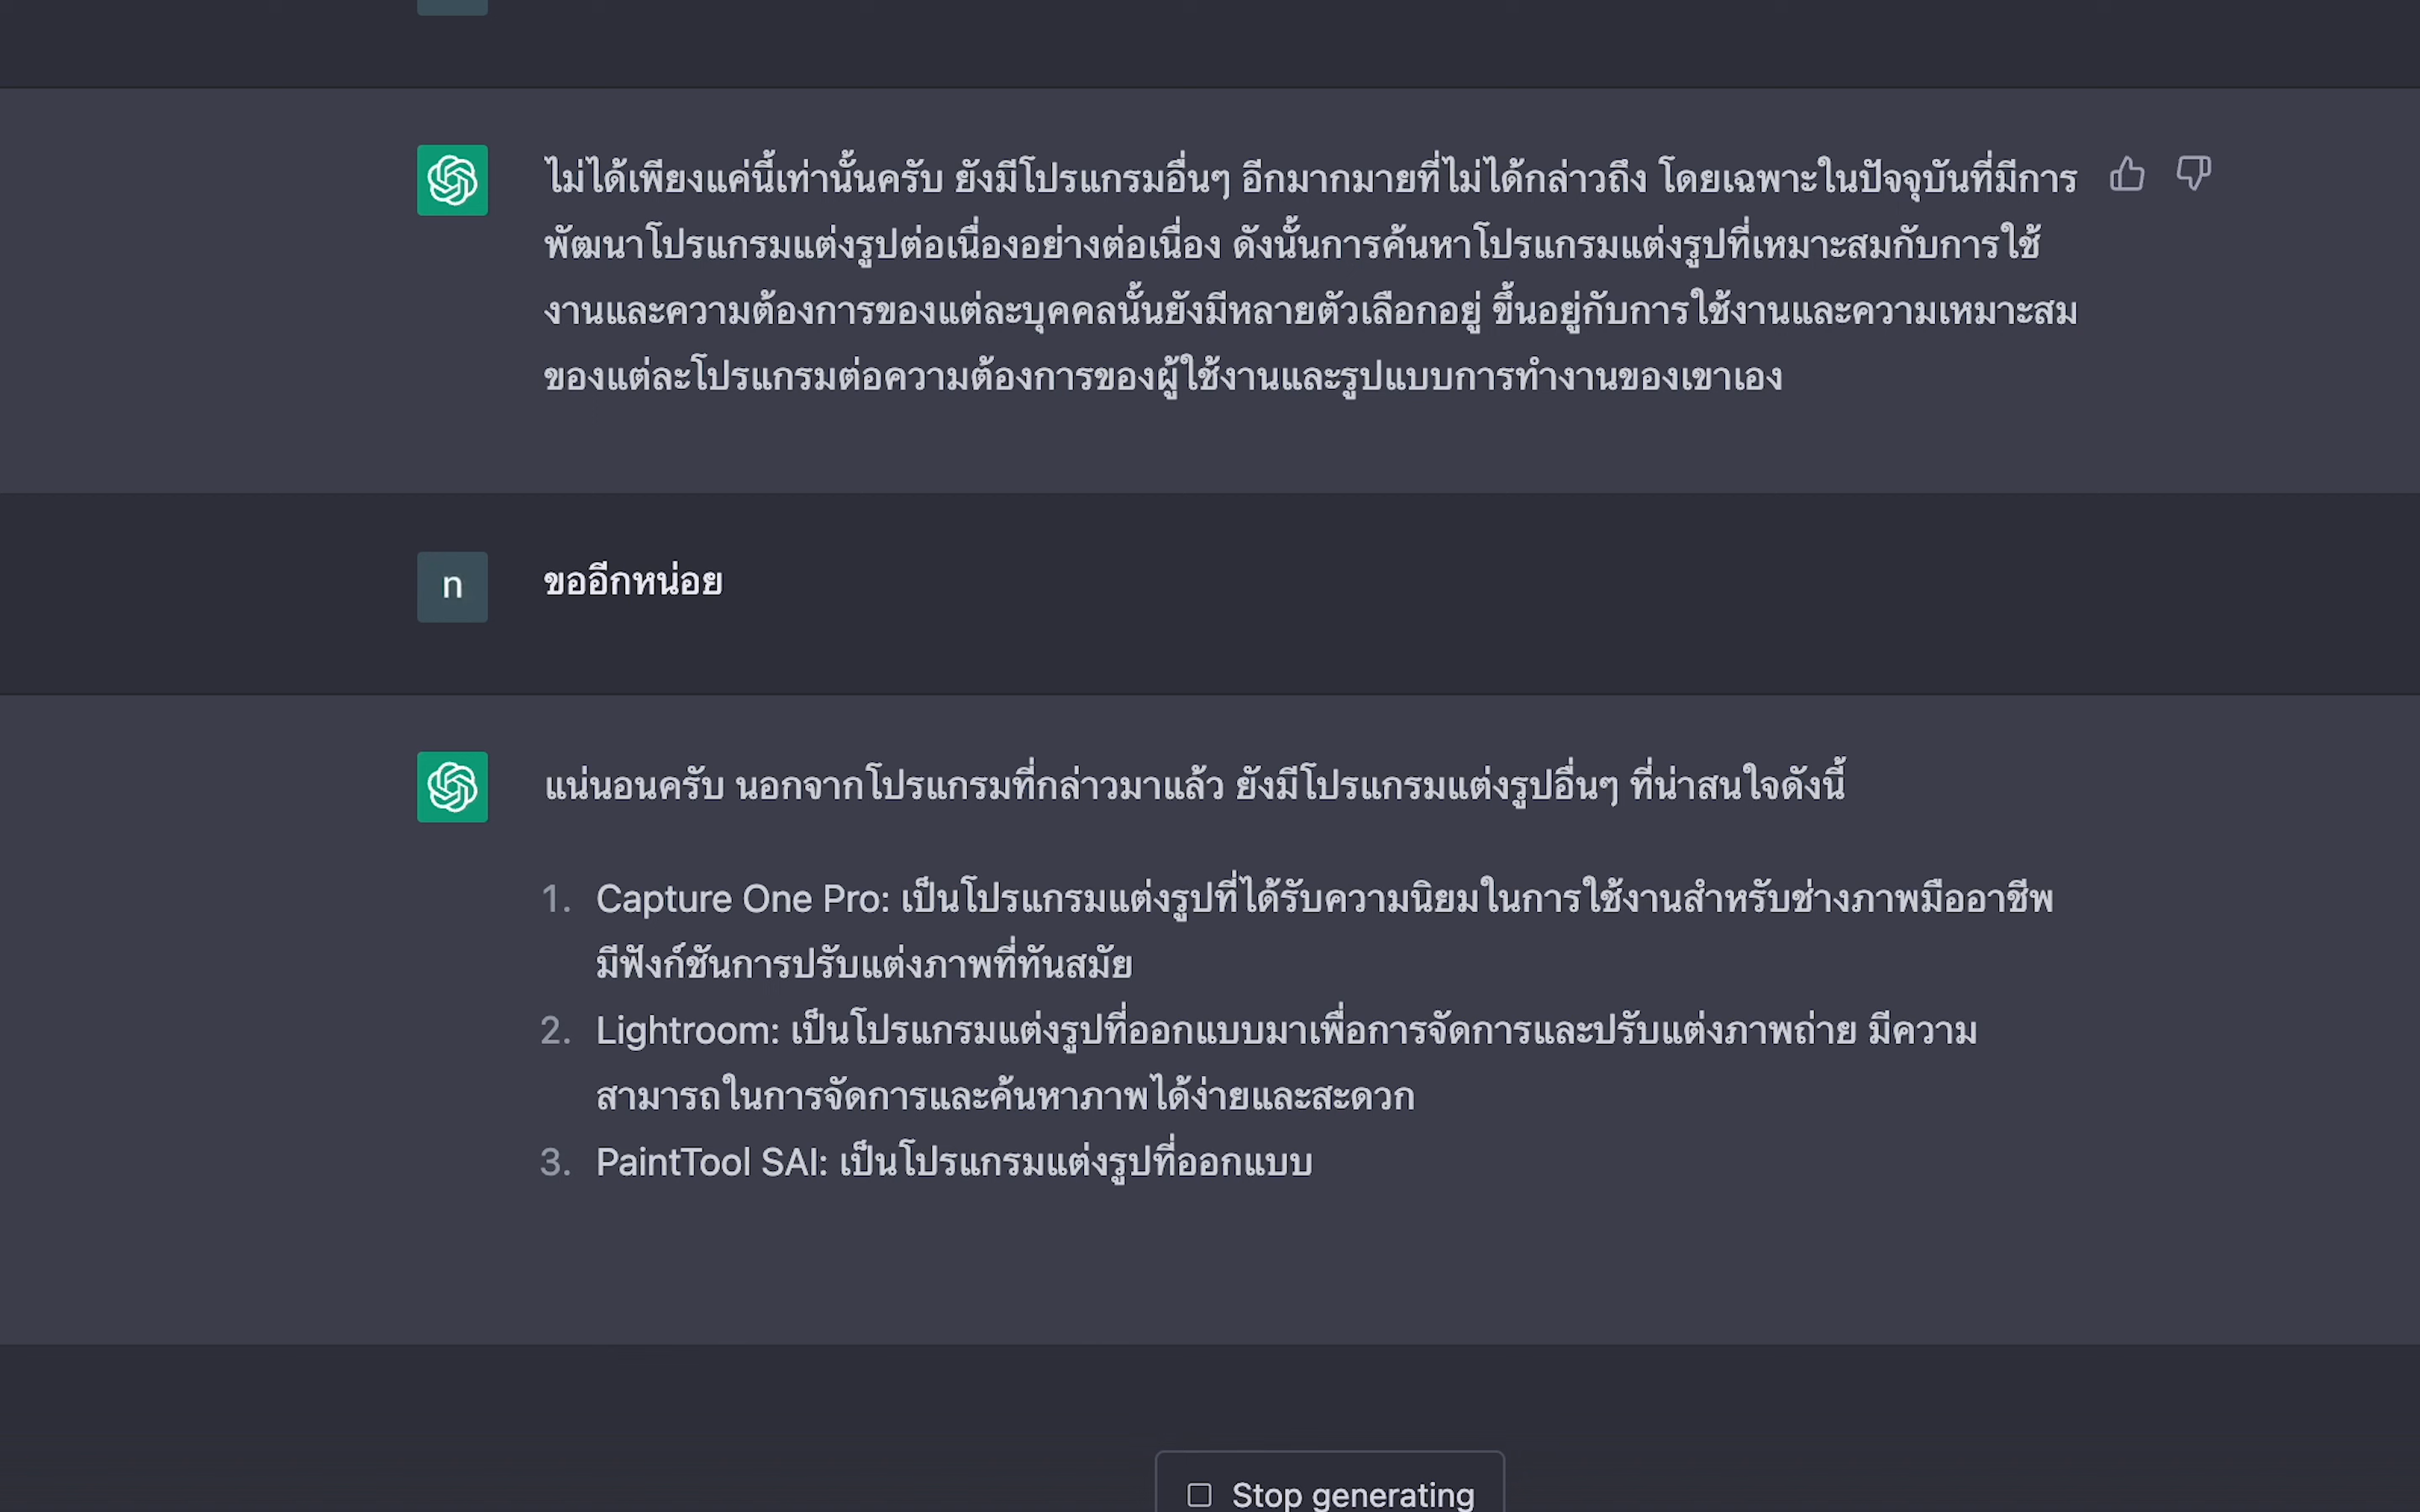 ไม่ได้เพียงแค่นี้เท่านั้นครับ ยังมีโปรแกรมอื่นๆ อีกมากมายที่ไม่ได้กล่าวถึง โดยเฉพาะในปัจจุบันที่มีการ
พัฒนาโปรแกรมแต่งรูปต่อเนื่องอย่างต่อเนื่อง ดังนั้นการค้นหาโปรแกรมแต่งรูปที่เหมาะสมกับการใช้
งานและความต้องการของแต่ละบุคคลนั้นยังมีหลายตัวเลือกอยู่ ขึ้นอยู่กับการใช้งานและความเหมาะสม
ของแต่ละโปรแกรมต่อความต้องการของผู้ใช้งานและรูปแบบการทำงานของเขาเอง
n
ขออีกหน่อย
แน่นอนครับ นอกจากโปรแกรมที่กล่าวมาแล้ว ยังมีโปรแกรมแต่งรูปอื่นๆ ที่น่าสนใจดังนี้
1. Capture One Pro: เป็นโปรแกรมแต่งรูปที่ได้รับความนิยมในการใช้งานสำหรับช่างภาพมืออาชีพ
มีฟังก์ชันการปรับแต่งภาพที่ทันสมัย
2. Lightroom: เป็นโปรแกรมแต่งรูปที่ออกแบบมาเพื่อการจัดการและปรับแต่งภาพถ่าย มีความ
สามารถในการจัดการและค้นหาภาพได้ง่ายและสะดวก
3. PaintTool SAI: เป็นโปรแกรมแต่งรูปที่ออกแบบ
Stop generating